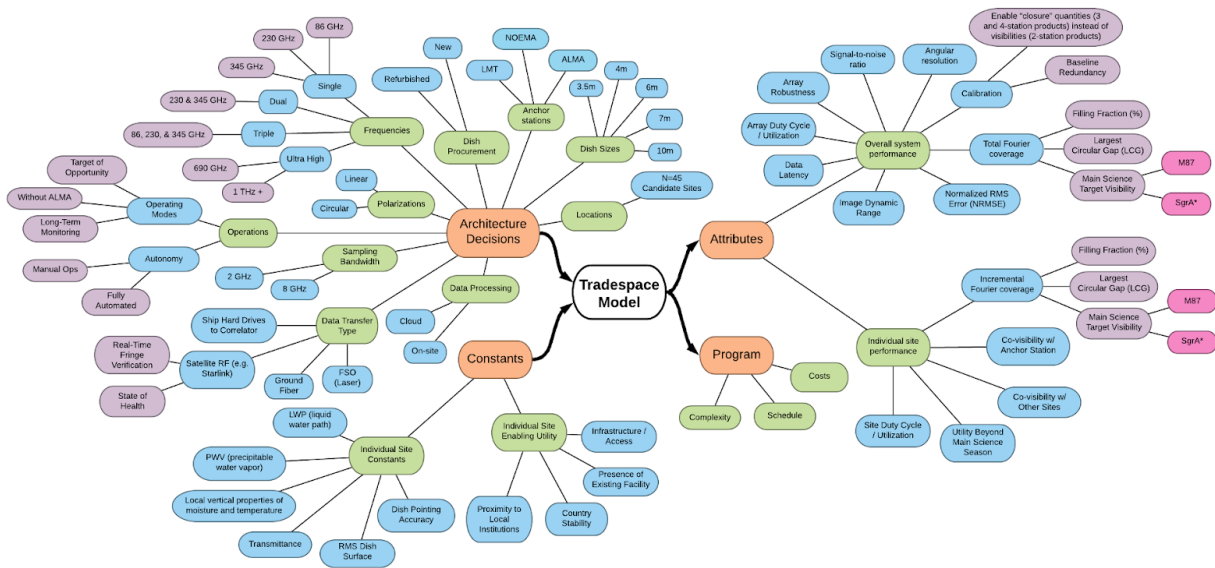 86 GHz
230 GHz
345 GHz
Single
230 & 345 GHz
Dual
86, 230, & 345 GHz
Triple
690 GHz
Ultra High
1 THz +
Frequencies
New
Refurbished
Dish
Procurement
NOEMA
LMT
ALMA
Anchor
stations
3.5m
4m
6m
7m
10m
Dish Sizes
N=45
Candidate Sites
Locations
Linear
Circular
Polarizations
Target of
Opportunity
Without ALMA
Long-Term
Monitoring
Operating
Modes
Operations
Autonomy
Manual Ops
Fully
Automated
Architecture
Decisions
Sampling
Bandwidth
2 GHz
8 GHz
Data Processing
Cloud
On-site
Data Transfer
Type
Ship Hard Drives
to Correlator
Satellite RF (e.g.
Starlink)
Real-Time
Fringe
Verification
State of
Health
Ground
Fiber
FSO
(Laser)
Tradespace
Model
Constants
LWP (liquid
water path)
PWV (precipitable
water vapor)
Local vertical properties of
moisture and temperature
Transmittance
RMS Dish
Surface
Dish Pointing
Accuracy
Individual Site
Constants
Individual Site
Enabling Utility
Infrastructure /
Access
Presence of
Existing Facility
Country
Stability
Proximity to
Local
Institutions
Enable "closure" quantities (3
and 4-station products) instead of
visibilities (2-station products)
Baseline
Redundancy
Calibration
Angular
resolution
Signal-to-noise
ratio
Array
Robustness
Array Duty Cycle
/ Utilization
Data
Latency
Image Dynamic
Range
Normalized RMS
Error (NRMSE)
Overall system
performance
Total Fourier
coverage
Filling Fraction (%)
Largest
Circular Gap (LCG)
Main Science
Target Visibility
M87
SgrA*
Attributes
Incremental
Fourier coverage
Filling Fraction (%)
Largest
Circular Gap (LCG)
Main Science
Target Visibility
M87
SgrA*
Individual site
performance
Co-visibility w/
Anchor Station
Co-visibility w/
Other Sites
Utility Beyond
Main Science
Season
Site Duty Cycle
/ Utilization
Program
Costs
Schedule
Complexity